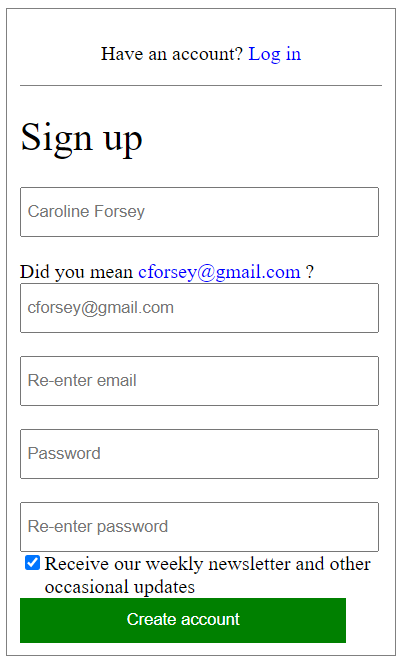 Have an account? Log in
Sign up
Caroline Forsey
Did you mean cforsey@gmail.com ?
cforsey@gmail.com
Re-enter email
Password
Re-enter password
Receive our weekly newsletter and other
occasional updates
Create account